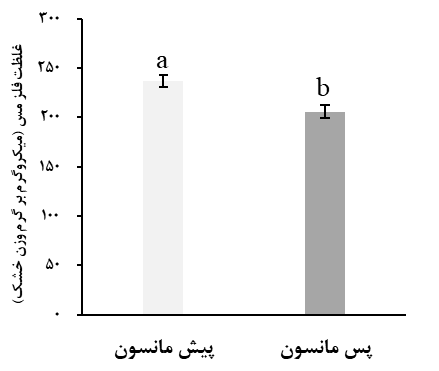 غلظت فلز مس (میکروگرم بر گرم وزن خشک)
۳۰۰
۲۵۰
۲۰۰
۱۵۰
۱۰۰
۵۰
۰
a
b
پیش مانسون
پس مانسون